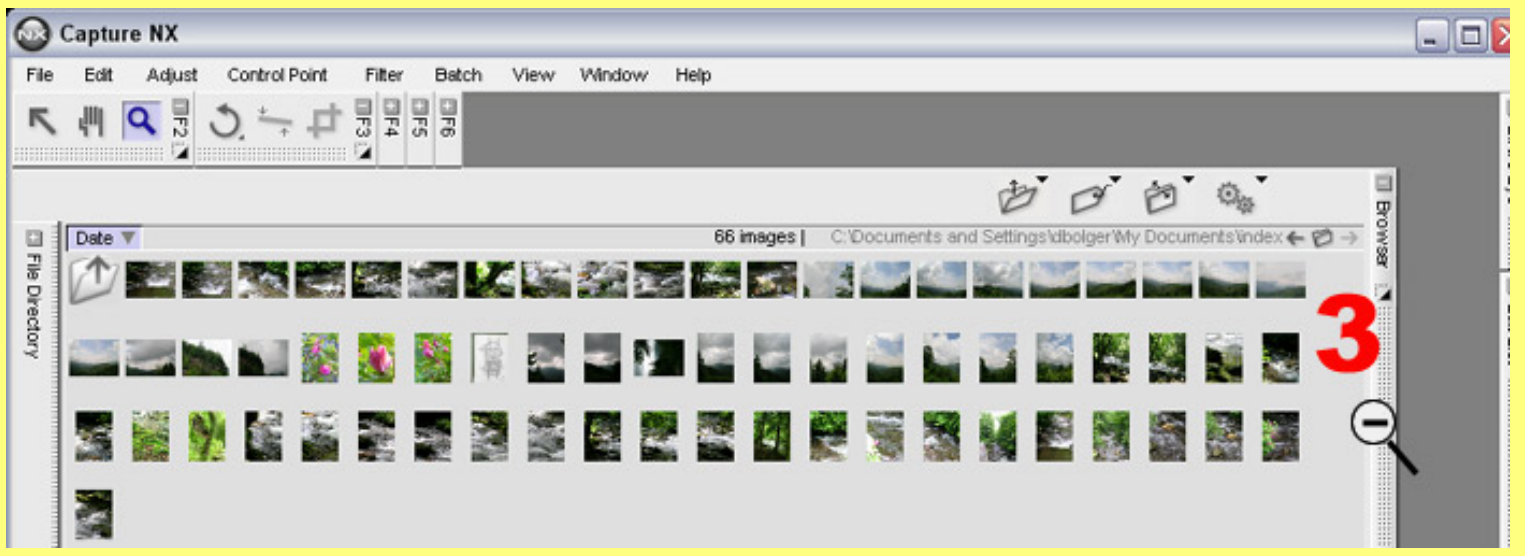 NX Capture NX
File Edit Adjust Control Point Filter Batch View Window Help
F2 F3 F4 F5 F6
Browser
File Directory
Date 66 images | C:\Documents and Settings\dbolger\My Documents\index
3